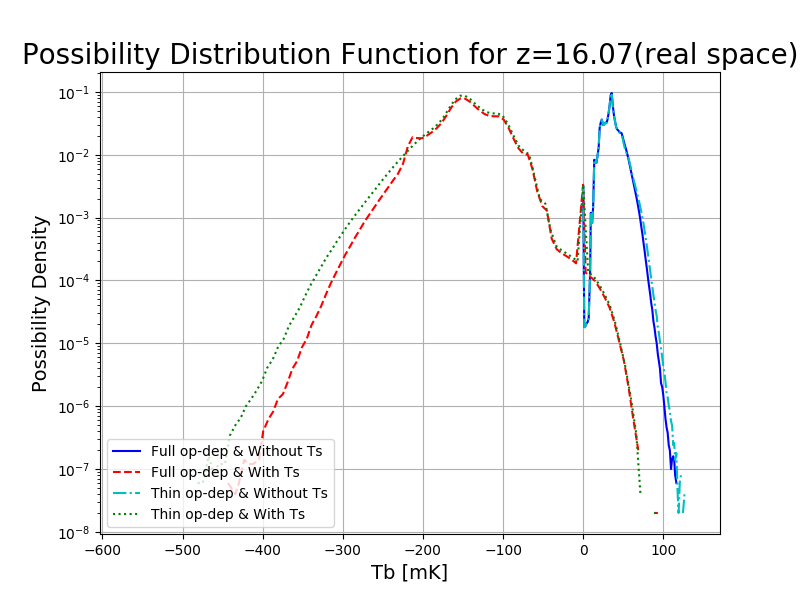 Possibility Distribution Function for z=16.07(real space)
Possibility Density
10⁻¹
10⁻²
10⁻³
10⁻⁴
10⁻⁵
10⁻⁶
10⁻⁷
10⁻⁸
Full op-dep & Without Ts
Full op-dep & With Ts
Thin op-dep & Without Ts
Thin op-dep & With Ts
−600 −500 −400 −300 −200 −100 0 100
Tb [mK]